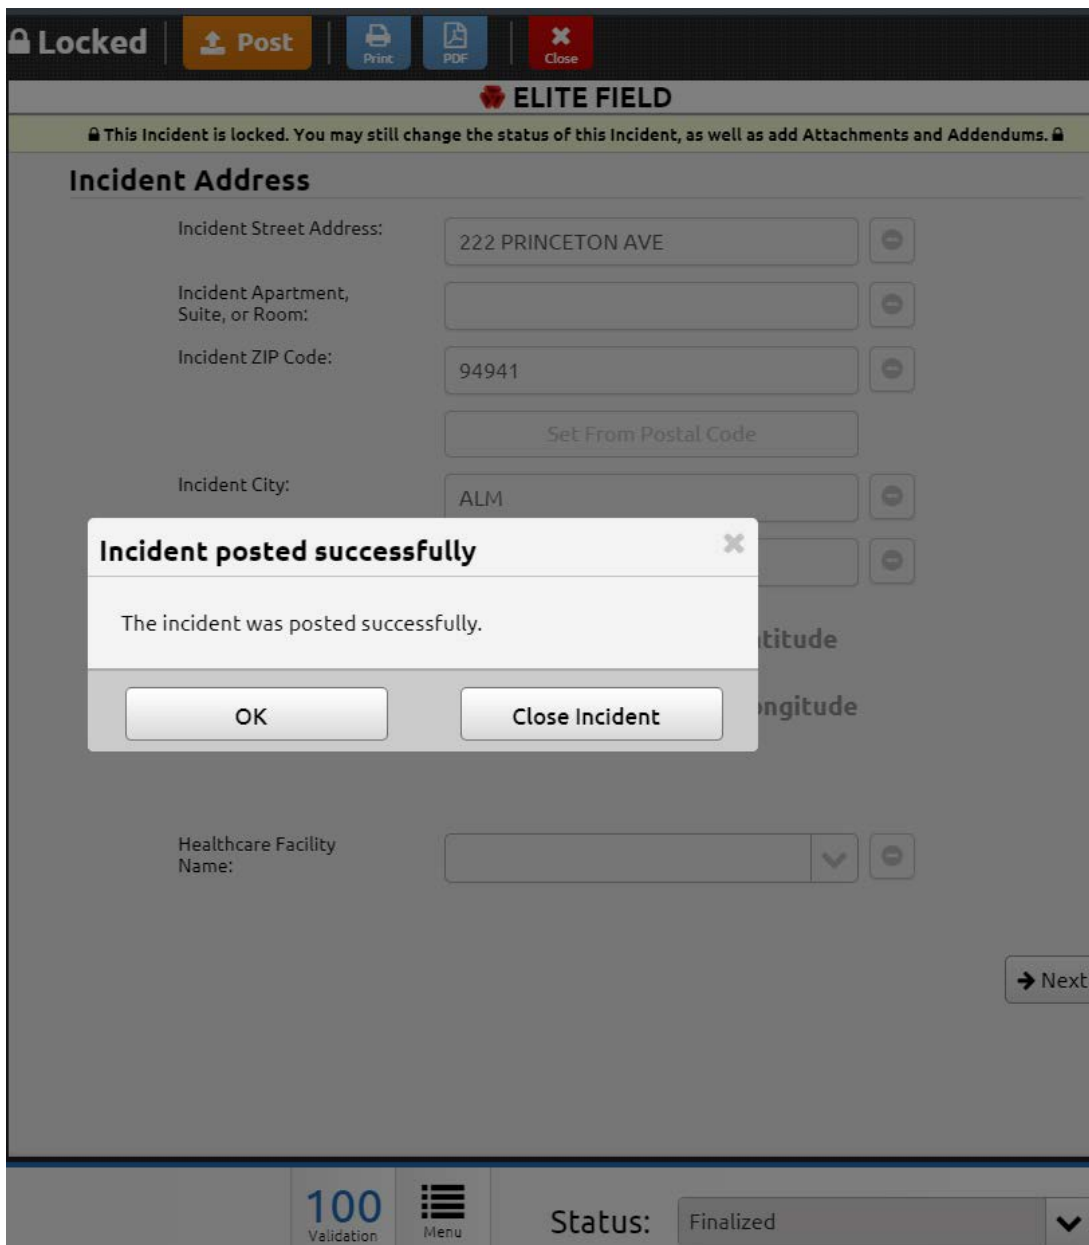 Locked
Post
Print
PDF
Close
ELITE FIELD
This Incident is locked. You may still change the status of this Incident, as well as add Attachments and Addendums.
Incident Address
Incident Street Address:
222 PRINCETON AVE
Incident Apartment,
Suite, or Room:
Incident ZIP Code:
94941
Set From Postal Code
Incident City:
ALM
Incident posted successfully
The incident was posted successfully.
OK
Close Incident
Healthcare Facility
Name:
Next
100
Validation
Menu
Status:
Finalized